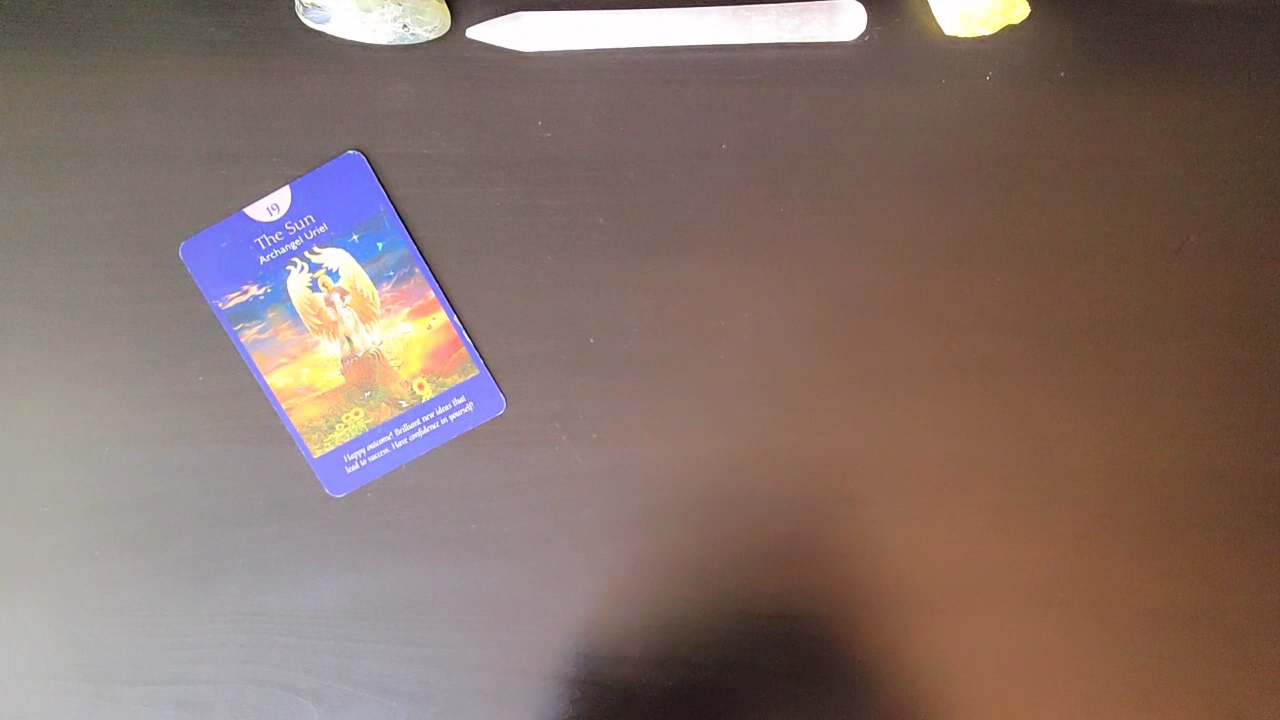 19
The Sun
Archangel Uriel
Happy outcome! Brilliant new ideas that
lead to success. Have confidence in yourself!